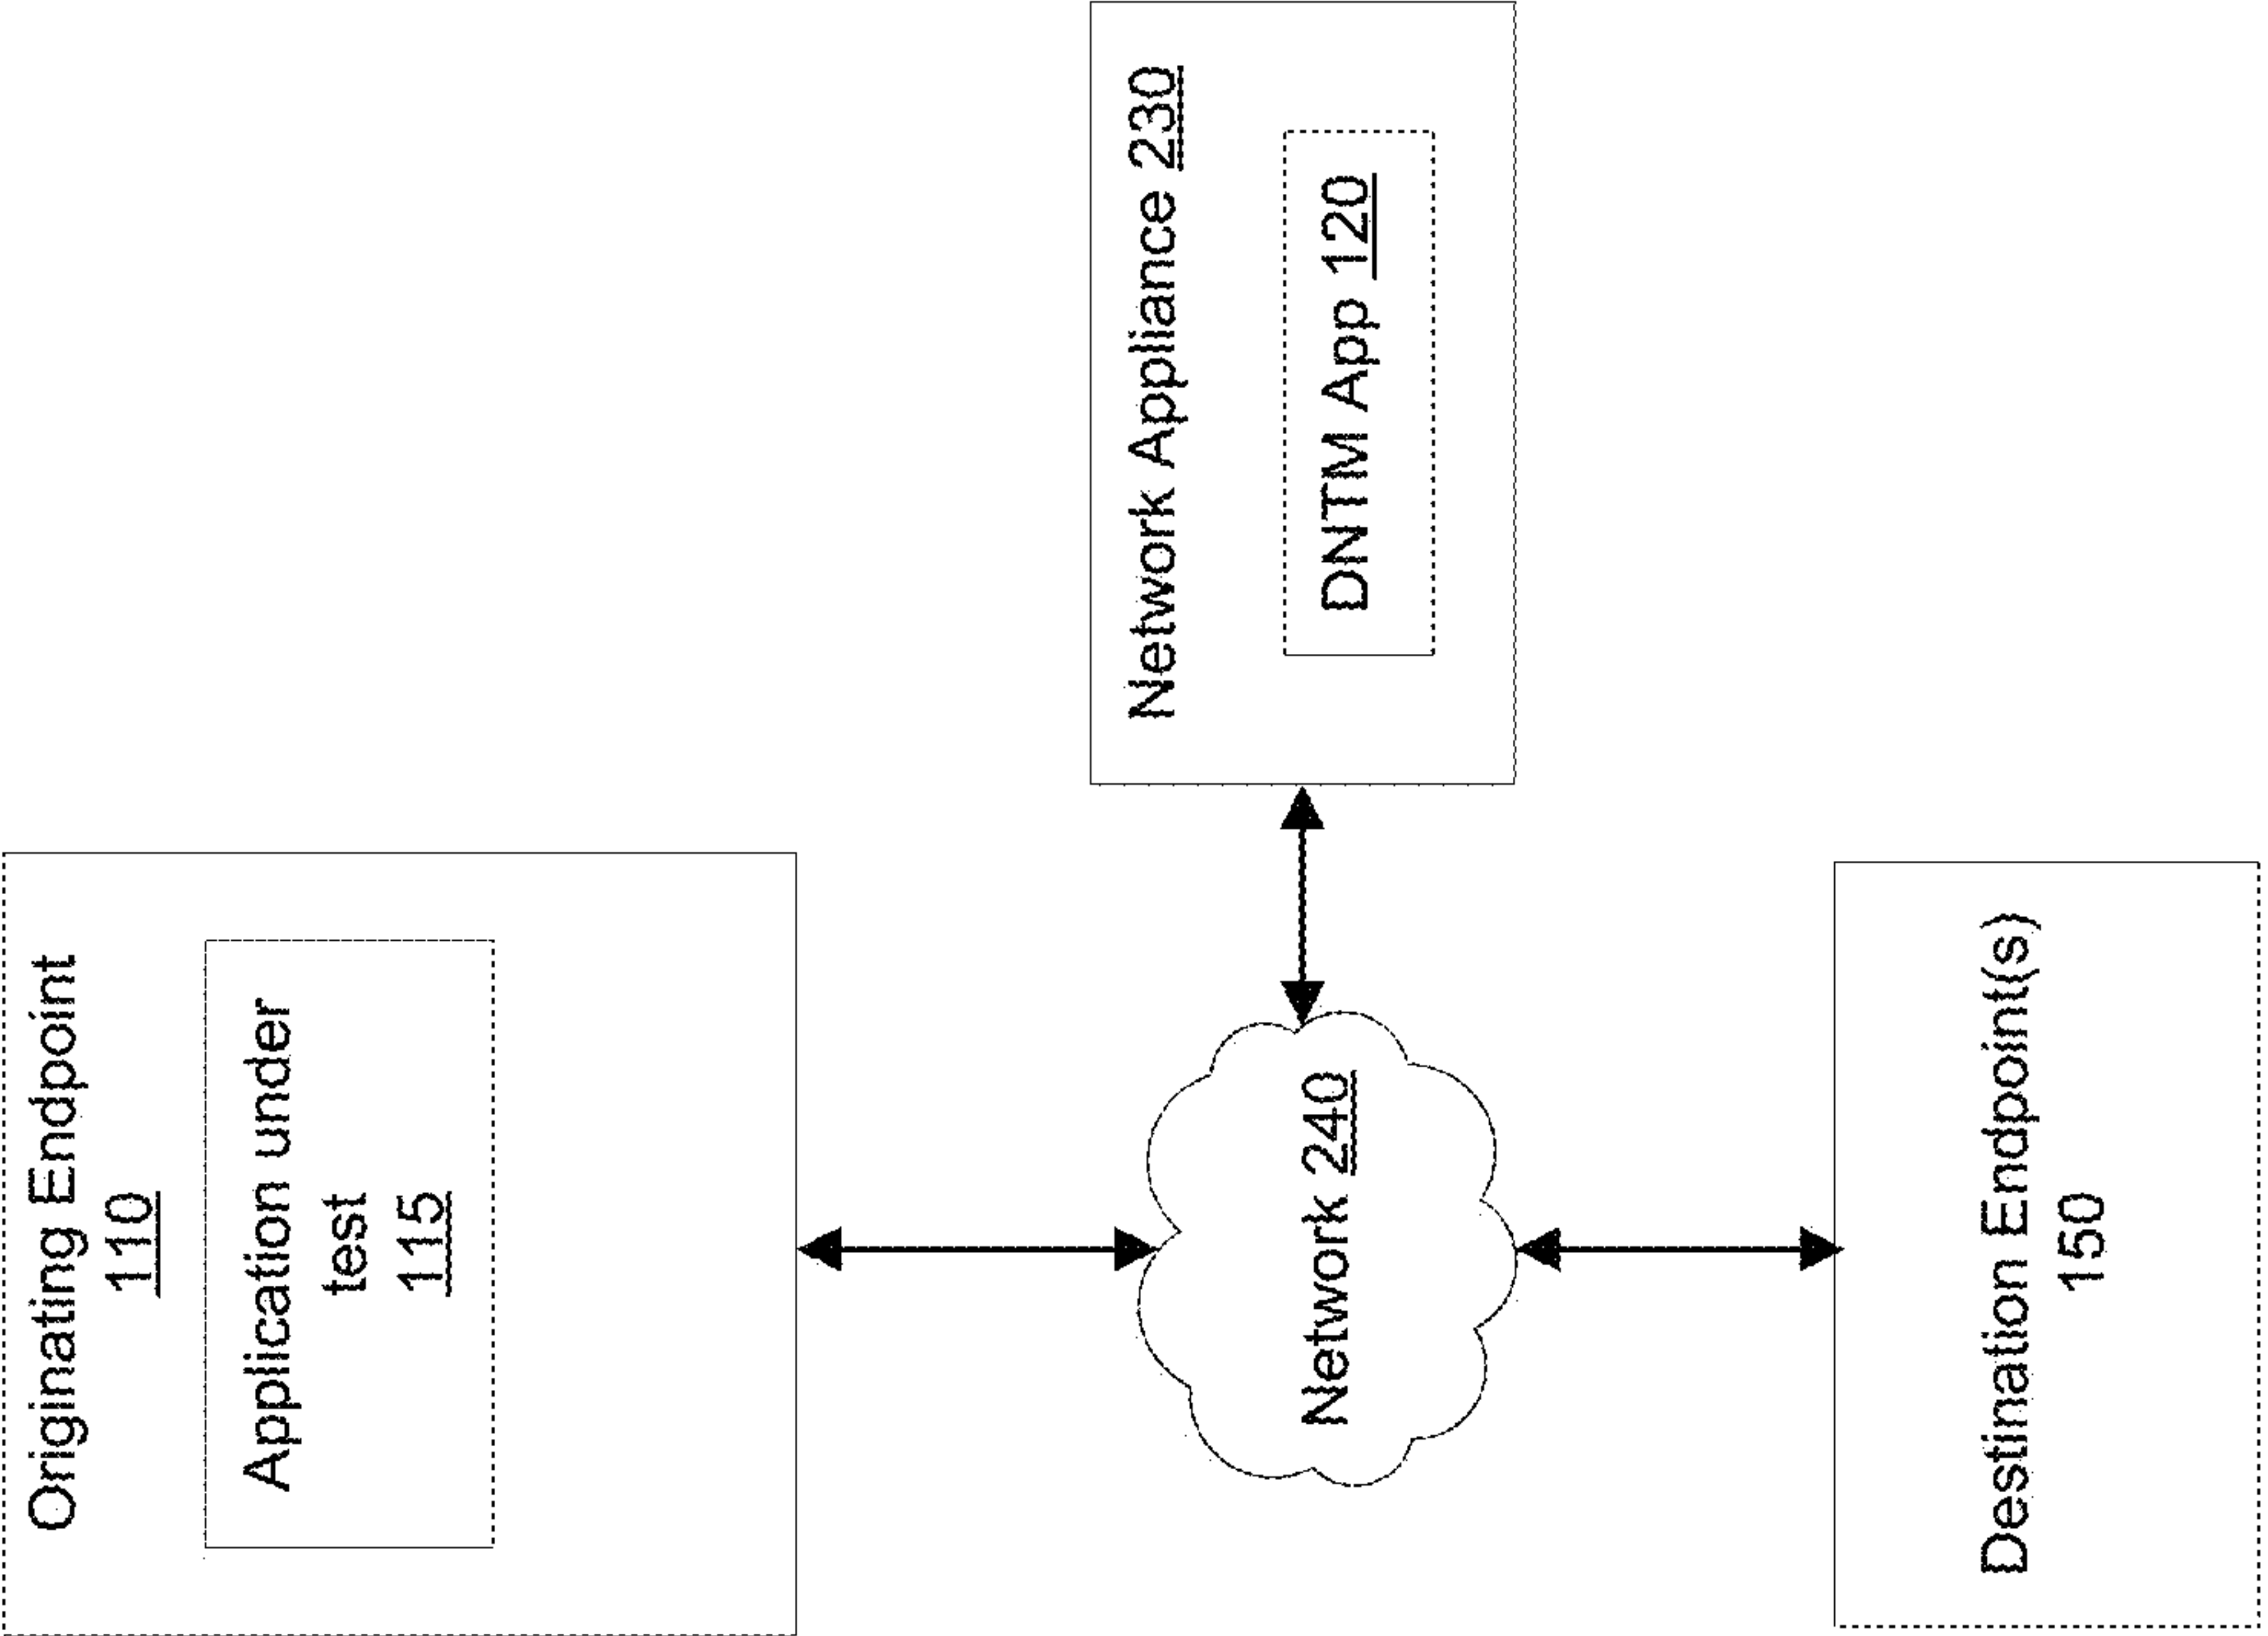 Originating Endpoint
110
Application under
test
115
Network Appliance 230
DNTM App 120
Network 240
Destination Endpoint(s)
150